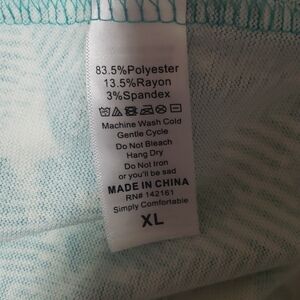 83.5%Polyester
13.5%Rayon
3%Spandex
Machine Wash Cold
Gentle Cycle
Do Not Bleach
Hang Dry
Do Not Iron
or you'll be sad
MADE IN CHINA
RN# 142161
Simply Comfortable
XL